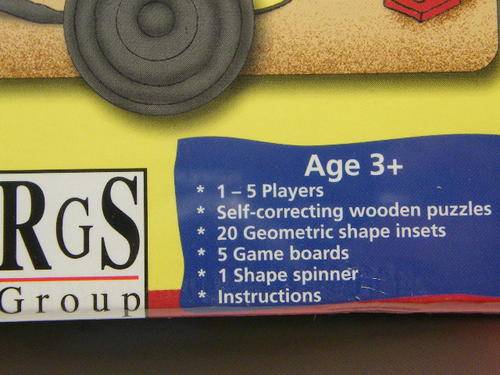 RGS
Group
Age 3+
* 1 – 5 Players
* Self-correcting wooden puzzles
* 20 Geometric shape insets
* 5 Game boards
* 1 Shape spinner
* Instructions